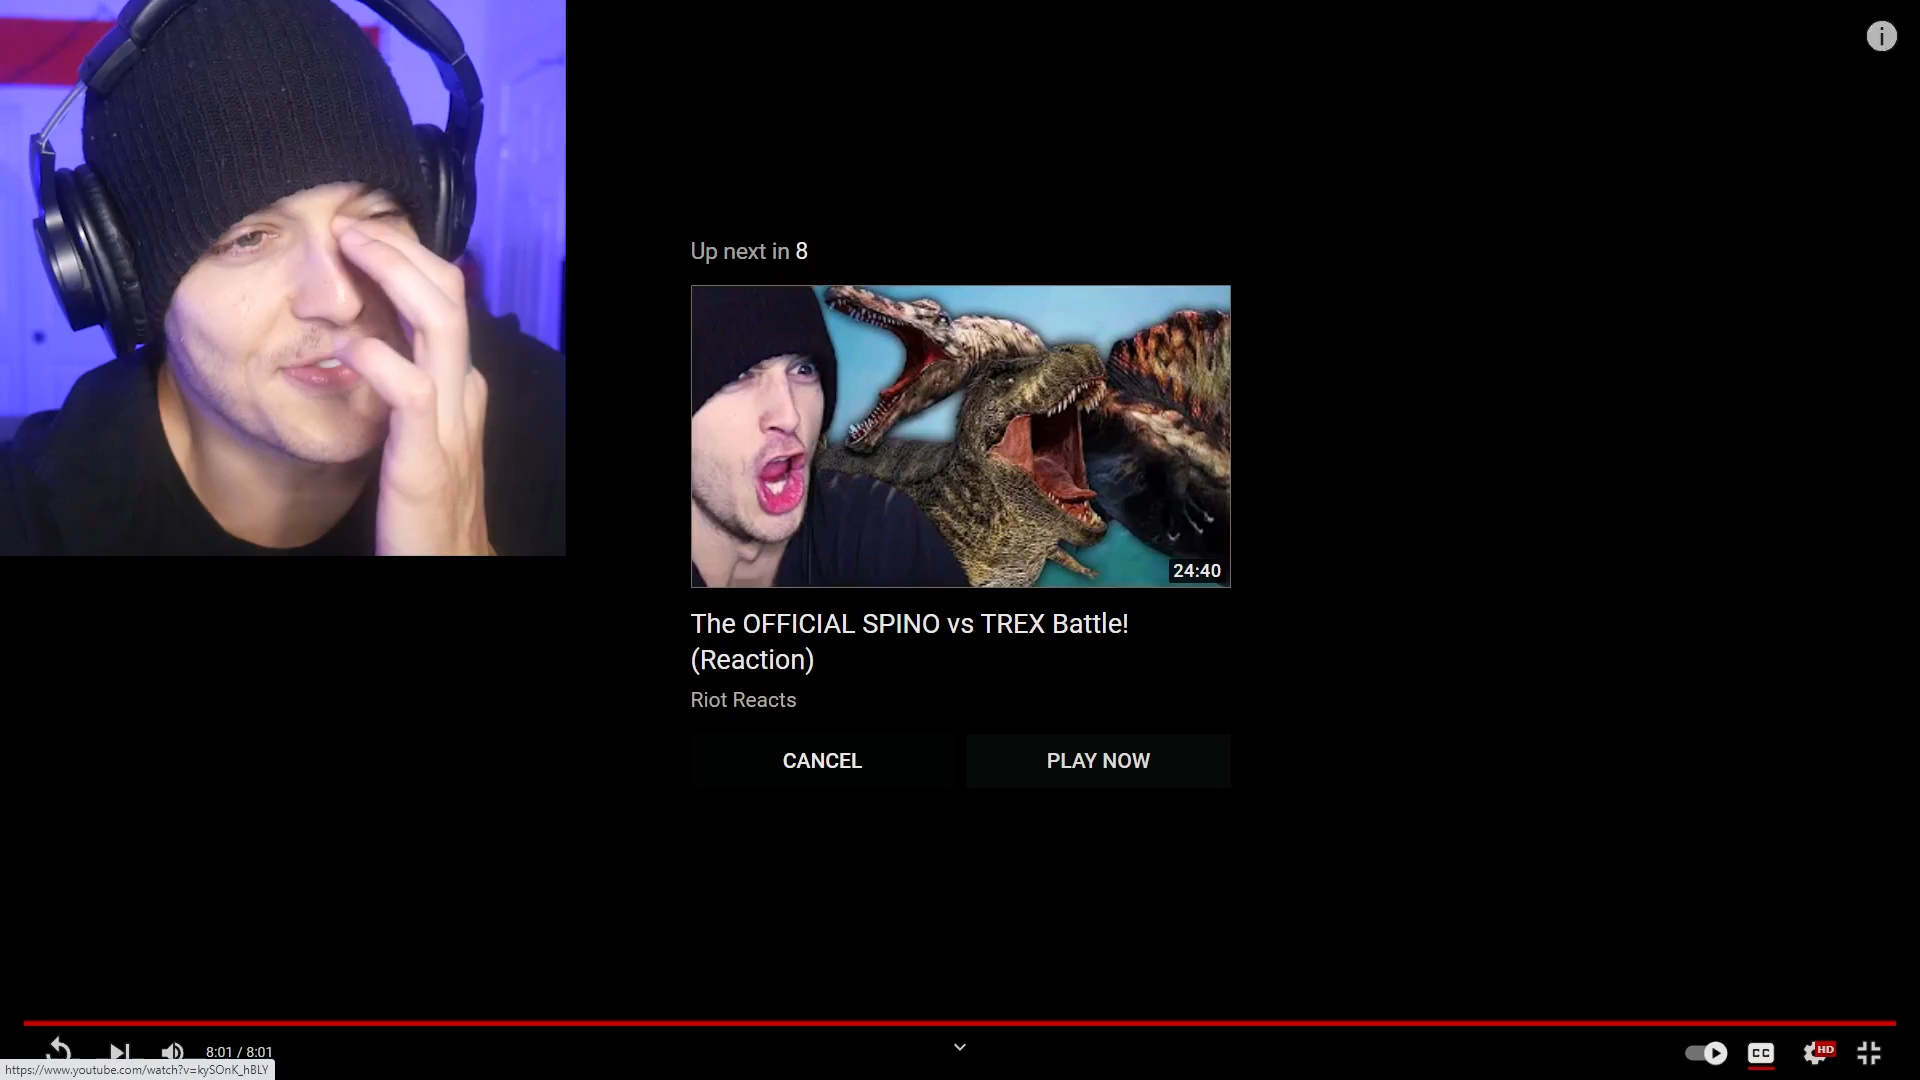 Up next in 8
24:40
The OFFICIAL SPINO vs TREX Battle!
(Reaction)
Riot Reacts
CANCEL
PLAY NOW
8:01 / 8:01
CC
HD
https://www.youtube.com/watch?v=kySOnK_hBLY